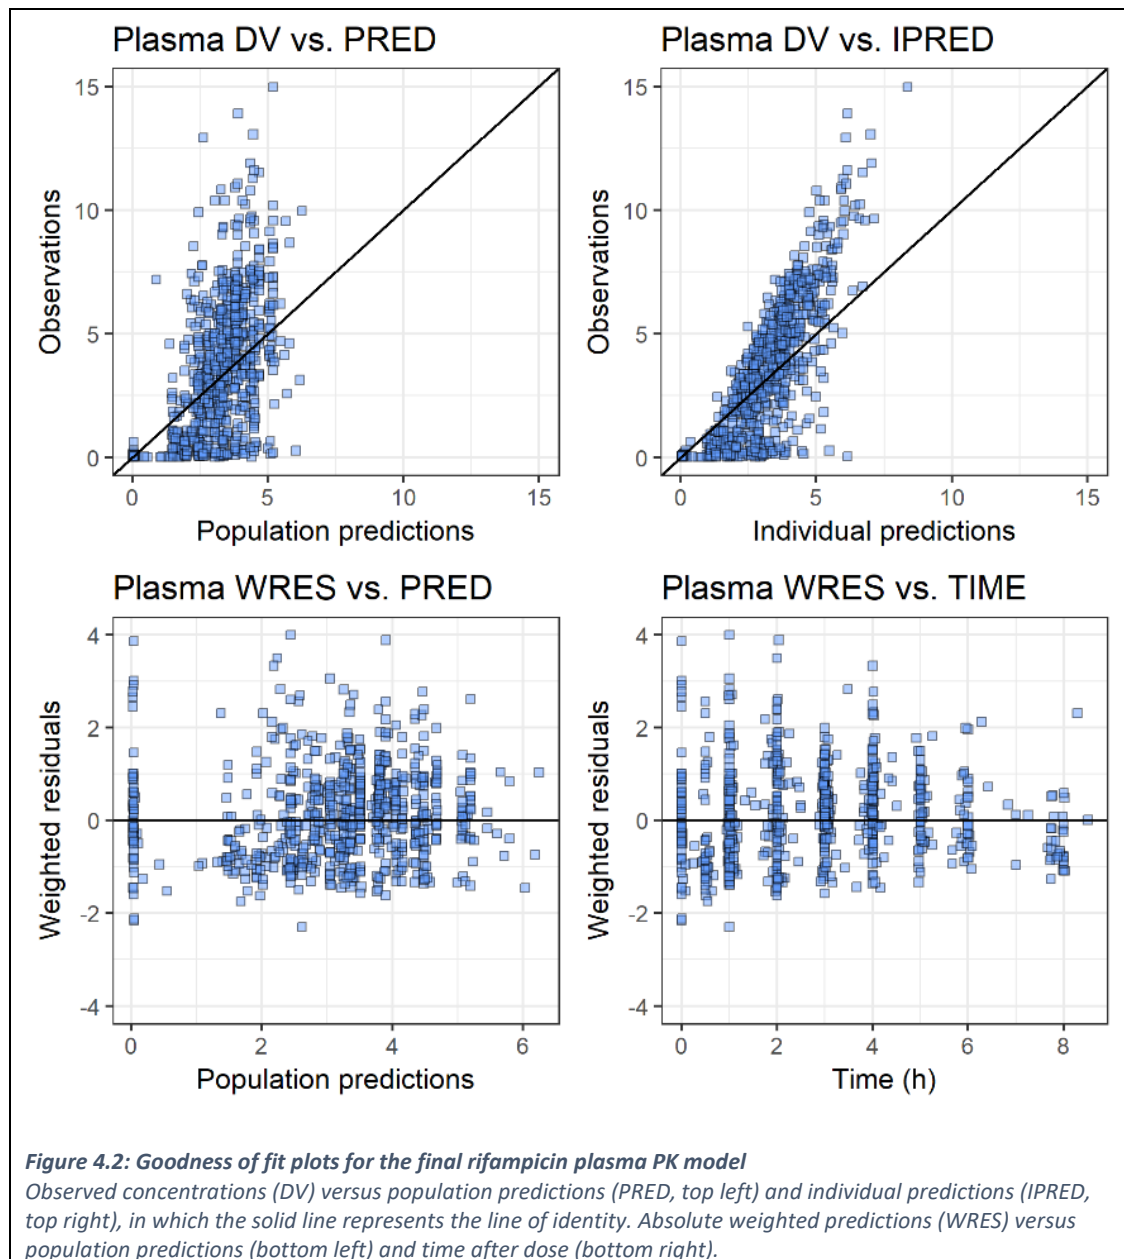 Plasma DV vs. PRED
15
10
5
0
Observations
0 5 10 15
Population predictions
Plasma DV vs. IPRED
15
10
5
0
Observations
0 5 10 15
Individual predictions
Plasma WRES vs. PRED
4
2
0
-2
-4
Weighted residuals
0 2 4 6
Population predictions
Plasma WRES vs. TIME
4
2
0
-2
-4
Weighted residuals
0 2 4 6 8
Time (h)
Figure 4.2: Goodness of fit plots for the final rifampicin plasma PK model
Observed concentrations (DV) versus population predictions (PRED, top left) and individual predictions (IPRED,
top right), in which the solid line represents the line of identity. Absolute weighted predictions (WRES) versus
population predictions (bottom left) and time after dose (bottom right).